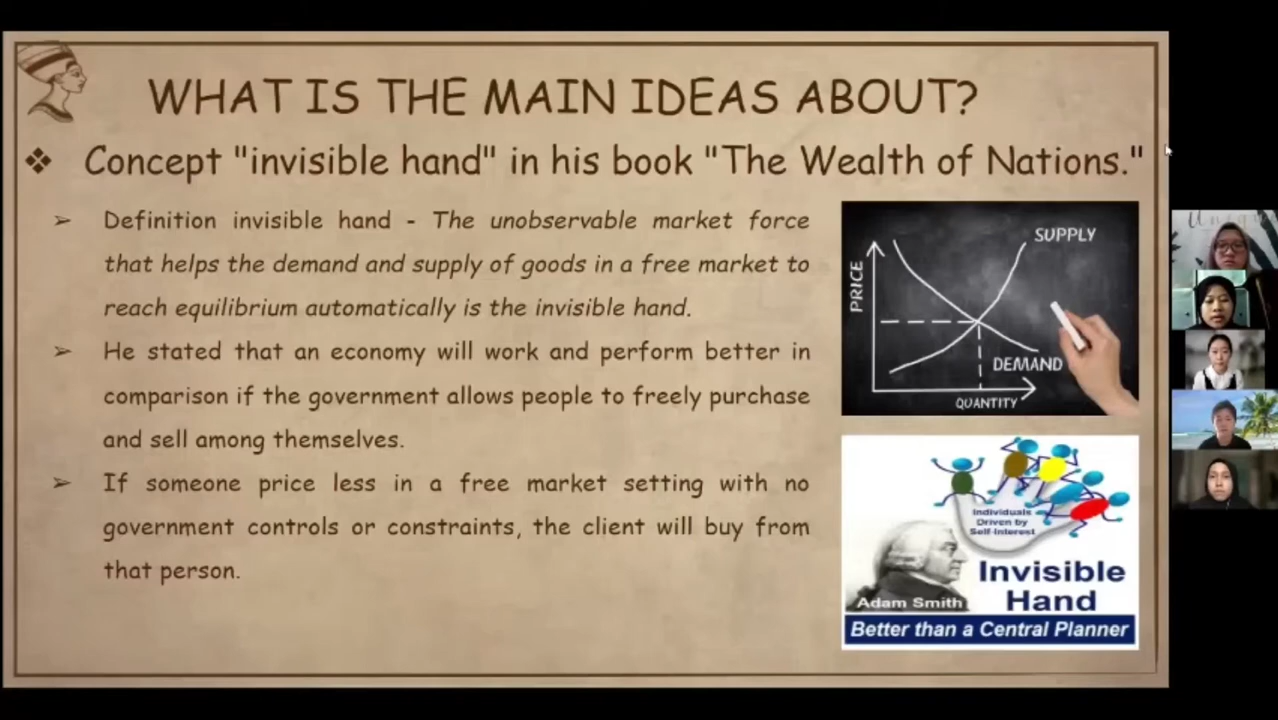 WHAT IS THE MAIN IDEAS ABOUT?
❖ Concept "invisible hand" in his book "The Wealth of Nations."
➢ Definition invisible hand - The unobservable market force
that helps the demand and supply of goods in a free market to
reach equilibrium automatically is the invisible hand.
➢ He stated that an economy will work and perform better in
comparison if the government allows people to freely purchase
and sell among themselves.
➢ If someone price less in a free market setting with no
government controls or constraints, the client will buy from
that person.
SUPPLY
PRICE
DEMAND
QUANTITY
Individuals
Driven by
Self-Interest
Adam Smith
Invisible
Hand
Better than a Central Planner